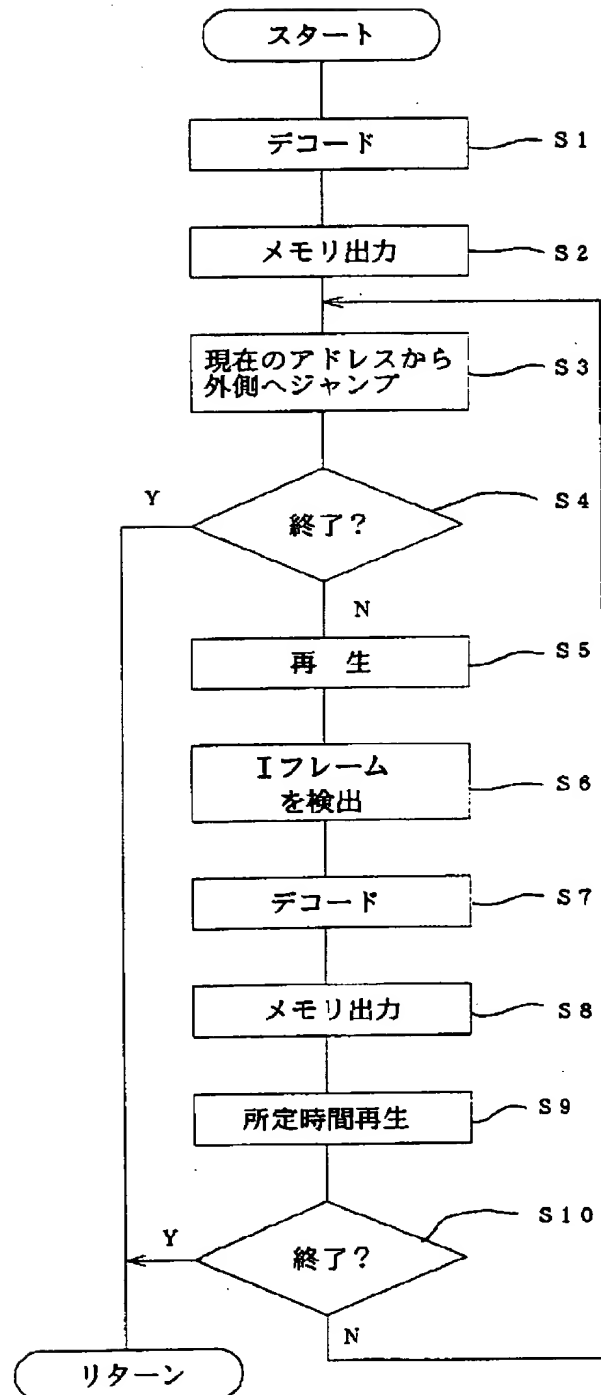 スタート
デコード
S1
メモリ出力
S2
現在のアドレスから
外側へジャンプ
S3
Y
終了?
S4
N
再 生
S5
Iフレーム
を検出
S6
デコード
S7
メモリ出力
S8
所定時間再生
S9
Y
終了?
S10
N
リターン